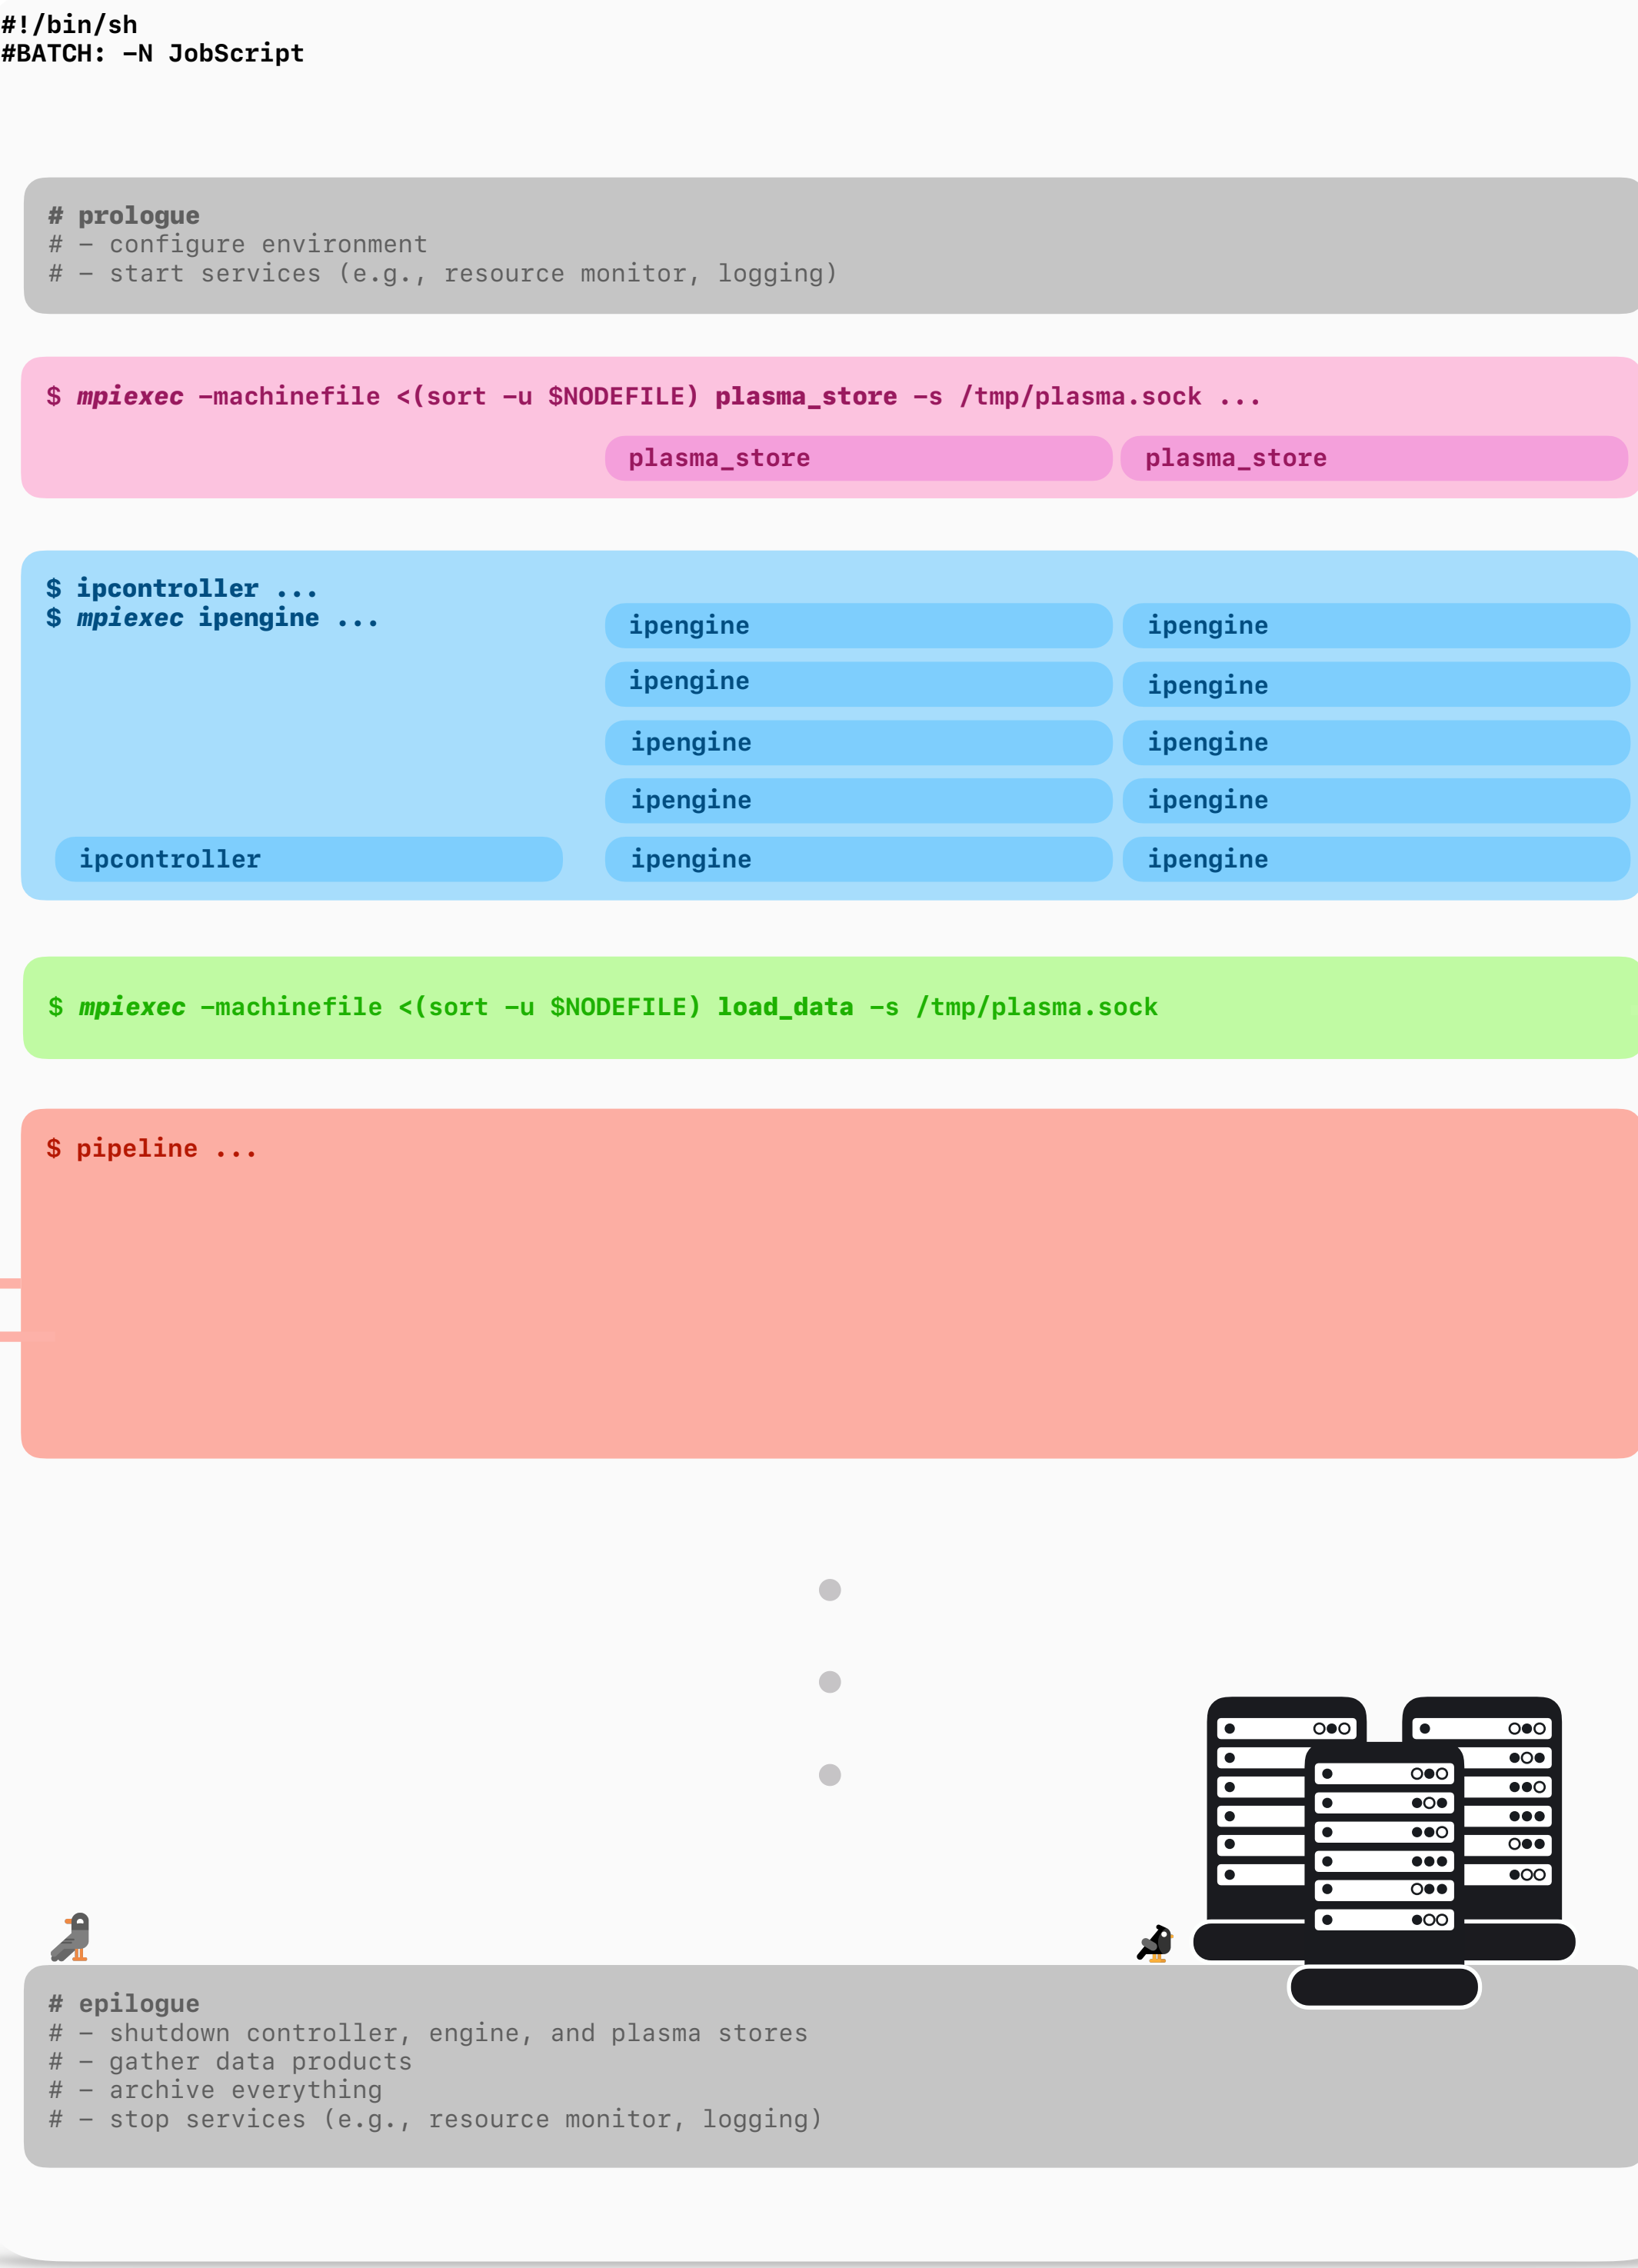 #!/bin/sh
#BATCH: –N JobScript
# prologue
# – configure environment
# – start services (e.g., resource monitor, logging)
$ mpiexec –machinefile <(sort –u $NODEFILE) plasma_store –s /tmp/plasma.sock ...
plasma_store plasma_store
$ ipcontroller ...
$ mpiexec ipengine ...
ipengine ipengine
ipengine ipengine
ipengine ipengine
ipengine ipengine
ipcontroller ipengine ipengine
$ mpiexec –machinefile <(sort –u $NODEFILE) load_data –s /tmp/plasma.sock
$ pipeline ...
# epilogue
# – shutdown controller, engine, and plasma stores
# – gather data products
# – archive everything
# – stop services (e.g., resource monitor, logging)